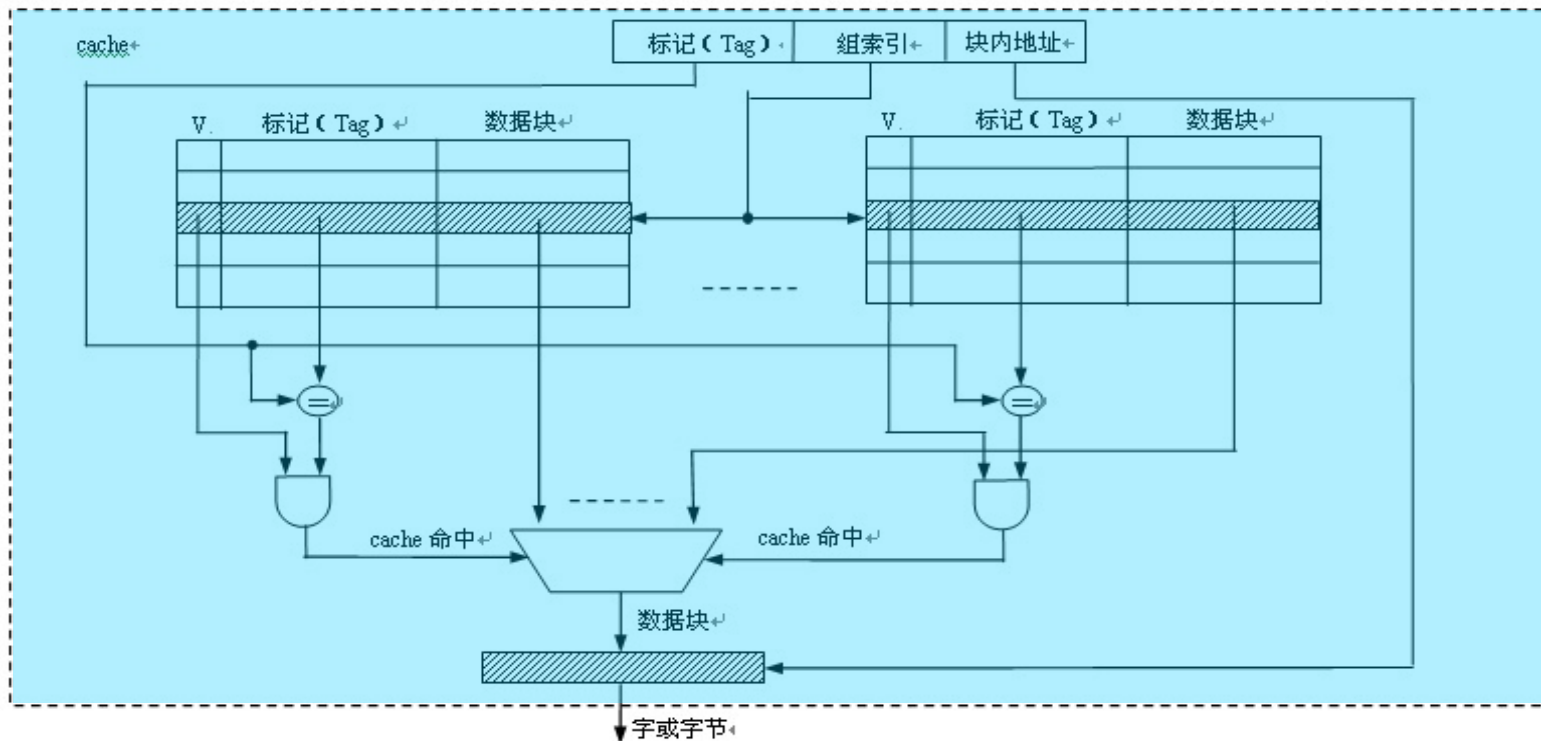 cache
标记(Tag) 组索引 块内地址
V. 标记(Tag) 数据块 V. 标记(Tag) 数据块
=
=
cache 命中 cache 命中
数据块
字或字节